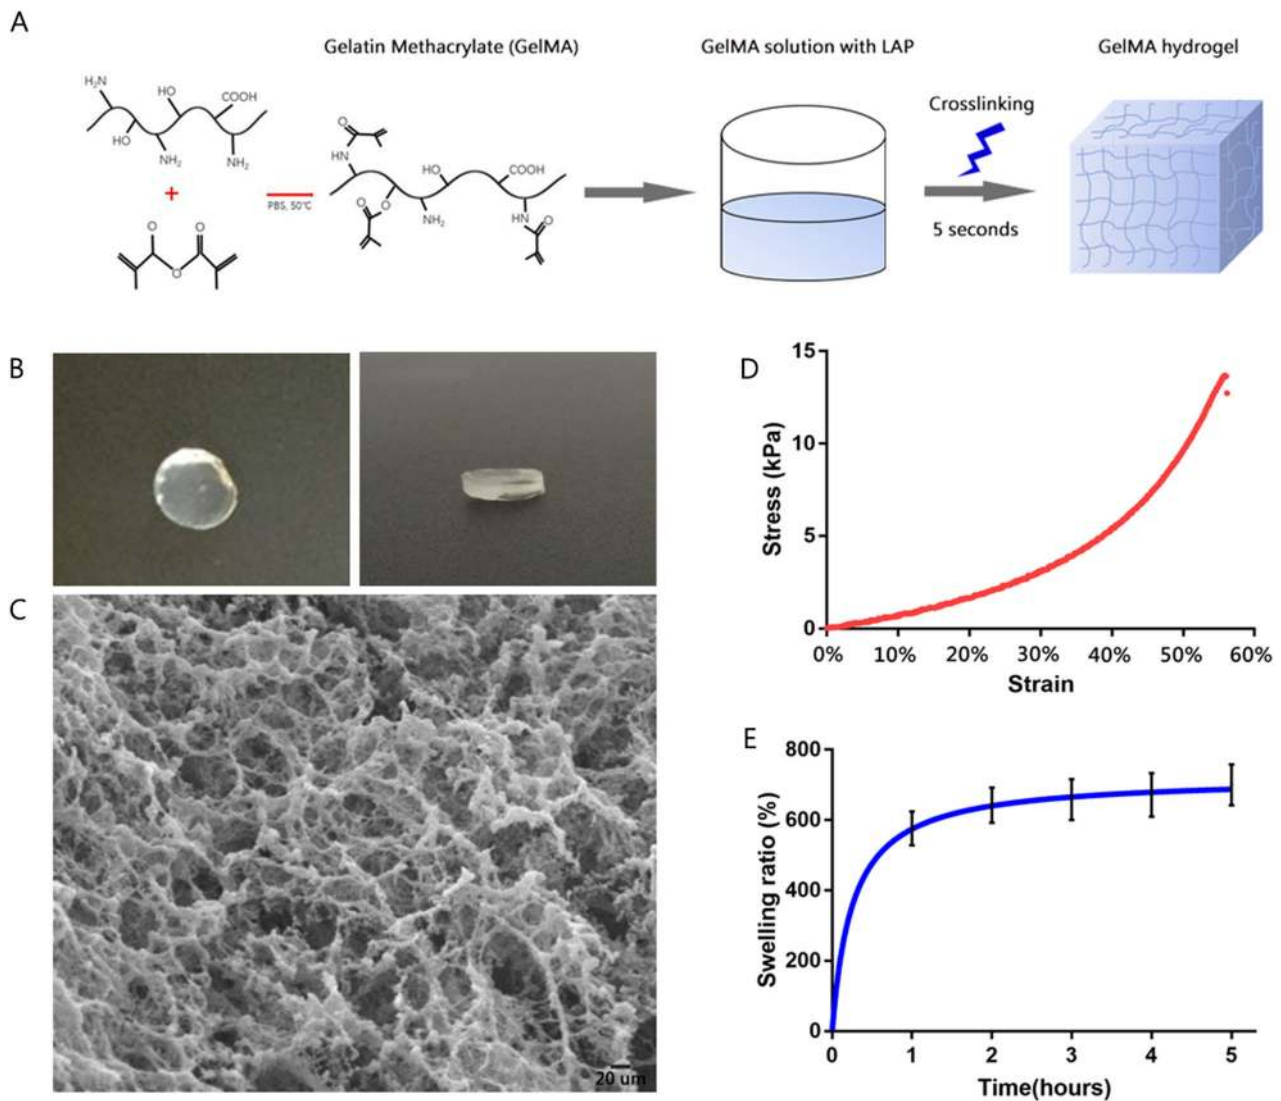 A
Gelatin Methacrylate (GelMA)
GelMA solution with LAP
GelMA hydrogel
H₂N
HO
COOH
HO
NH₂
NH₂
+
PBS, 50℃
O
O
O
O
HN
HO
COOH
O
O
NH₂
HN
O
Crosslinking
5 seconds
B
C
20 um
D
Stress (kPa)
15
10
5
0
0% 10% 20% 30% 40% 50% 60%
Strain
E
Swelling ratio (%)
800
600
400
200
0
0 1 2 3 4 5
Time(hours)